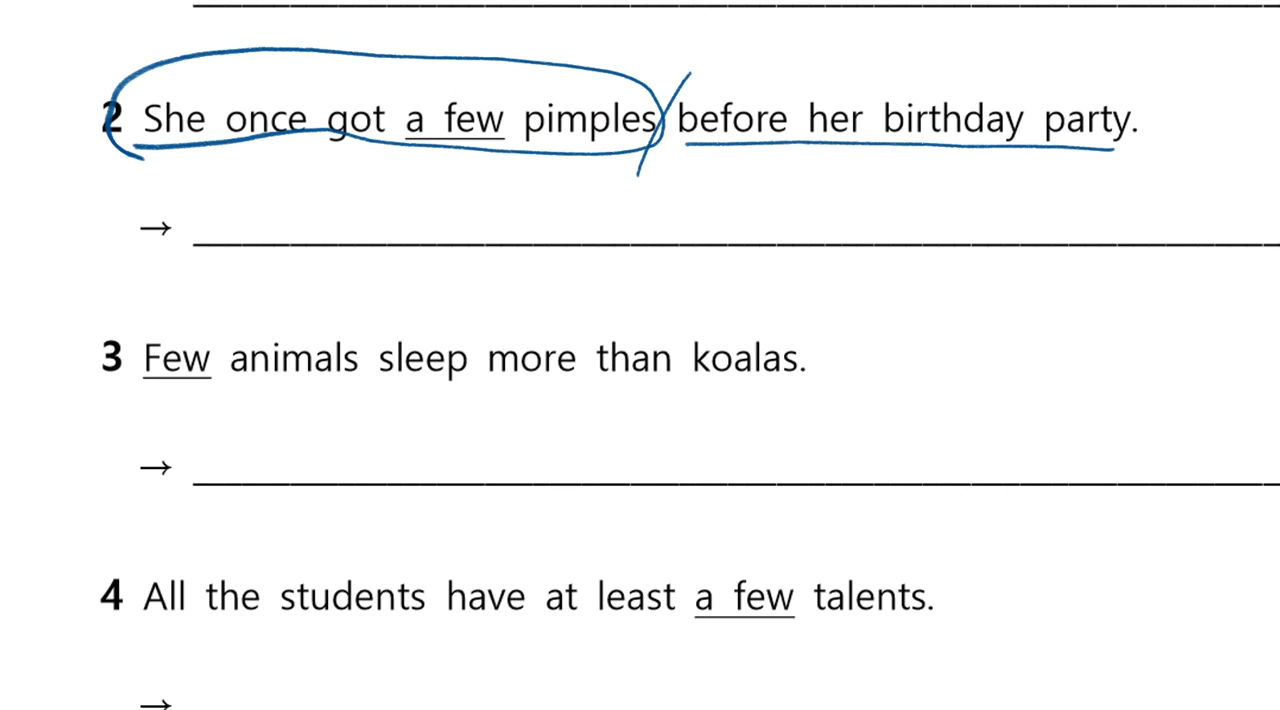 2 She once got a few pimples before her birthday party.
→
3 Few animals sleep more than koalas.
→
4 All the students have at least a few talents.
→